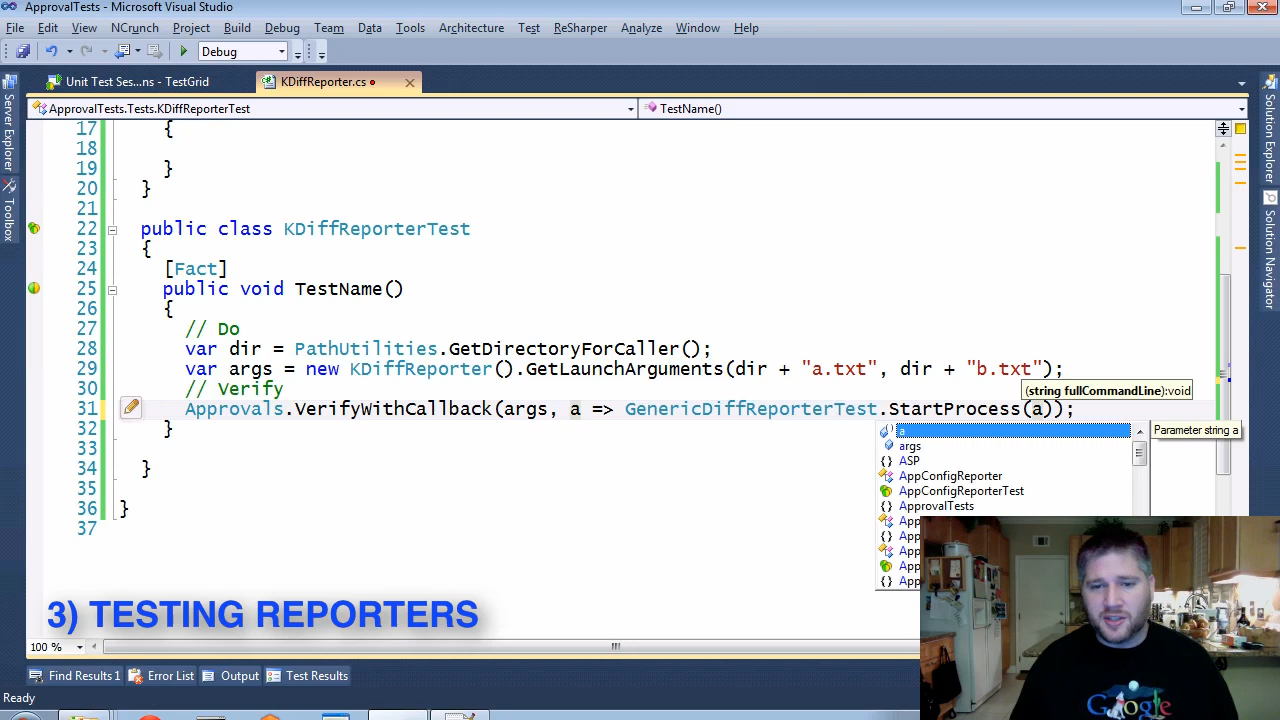 ApprovalTests - Microsoft Visual Studio
File Edit View NCrunch Project Build Debug Team Data Tools Architecture Test ReSharper Analyze Window Help
Debug
Unit Test Ses...ns - TestGrid KDiffReporter.cs
ApprovalTests.Tests.KDiffReporterTest TestName()
Server Explorer
Toolbox
Solution Explorer
Solution Navigator
17 {
18
19 }
20 }
21
22 public class KDiffReporterTest
23 {
24 [Fact]
25 public void TestName()
26 {
27 // Do
28 var dir = PathUtilities.GetDirectoryForCaller();
29 var args = new KDiffReporter().GetLaunchArguments(dir + "a.txt", dir + "b.txt");
30 // Verify
(string fullCommandLine):void
31 Approvals.VerifyWithCallback(args, a => GenericDiffReporterTest.StartProcess(a));
32 }
33
34 }
35
36 }
37
a
Parameter string a
args
ASP
AppConfigReporter
AppConfigReporterTest
ApprovalTests
App
App
App
App
App
3) TESTING REPORTERS
100 %
Find Results 1 Error List Output Test Results
Ready
Google